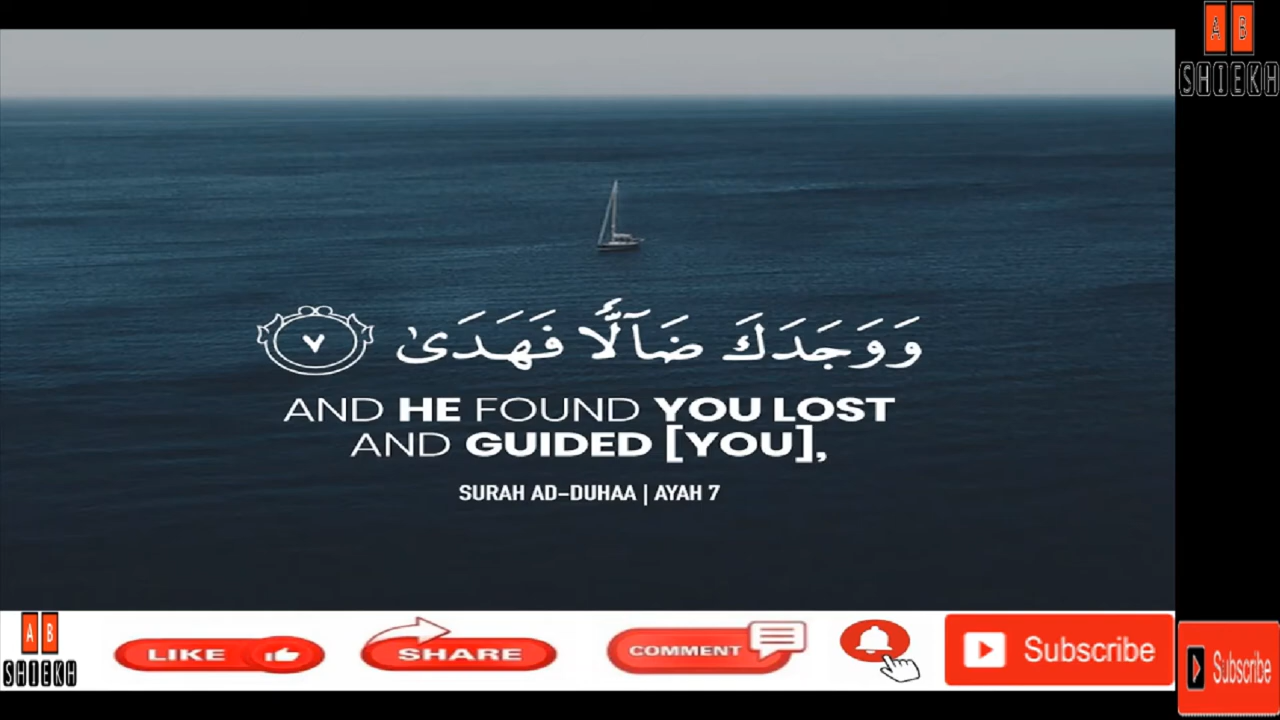 A B
SHIEKH
وَوَجَدَكَ ضَآلًّا فَهَدَىٰ ٧
AND HE FOUND YOU LOST
AND GUIDED [YOU],
SURAH AD-DUHAA | AYAH 7
A B
SHIEKH
LIKE
SHARE
COMMENT
Subscribe
Subscribe